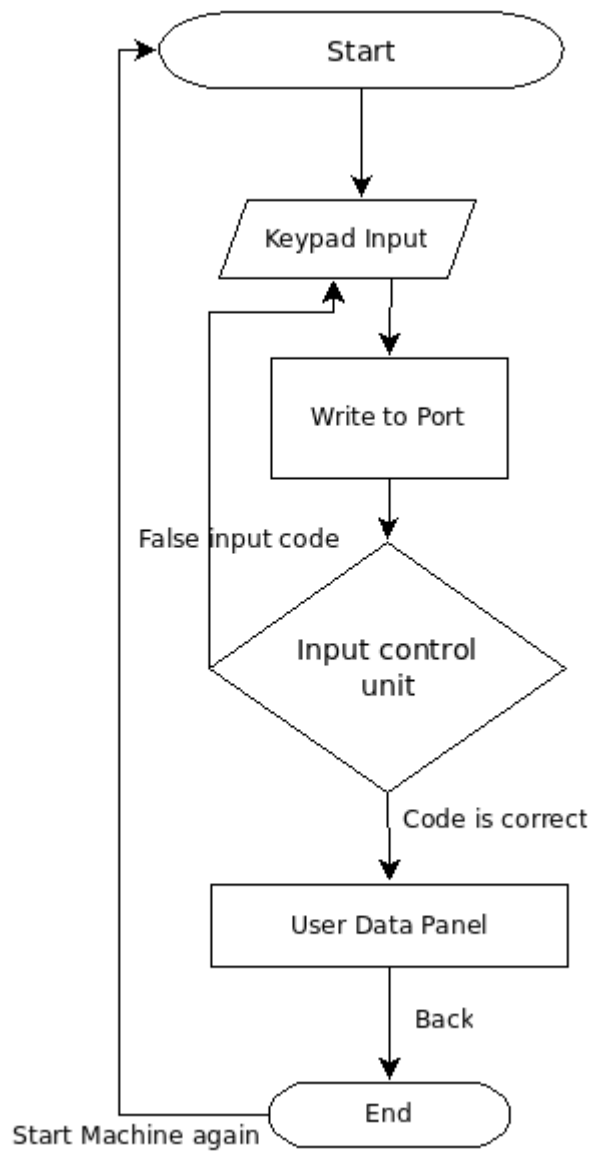 Start
Keypad Input
Write to Port
False input code
Input control
unit
Code is correct
User Data Panel
Back
End
Start Machine again